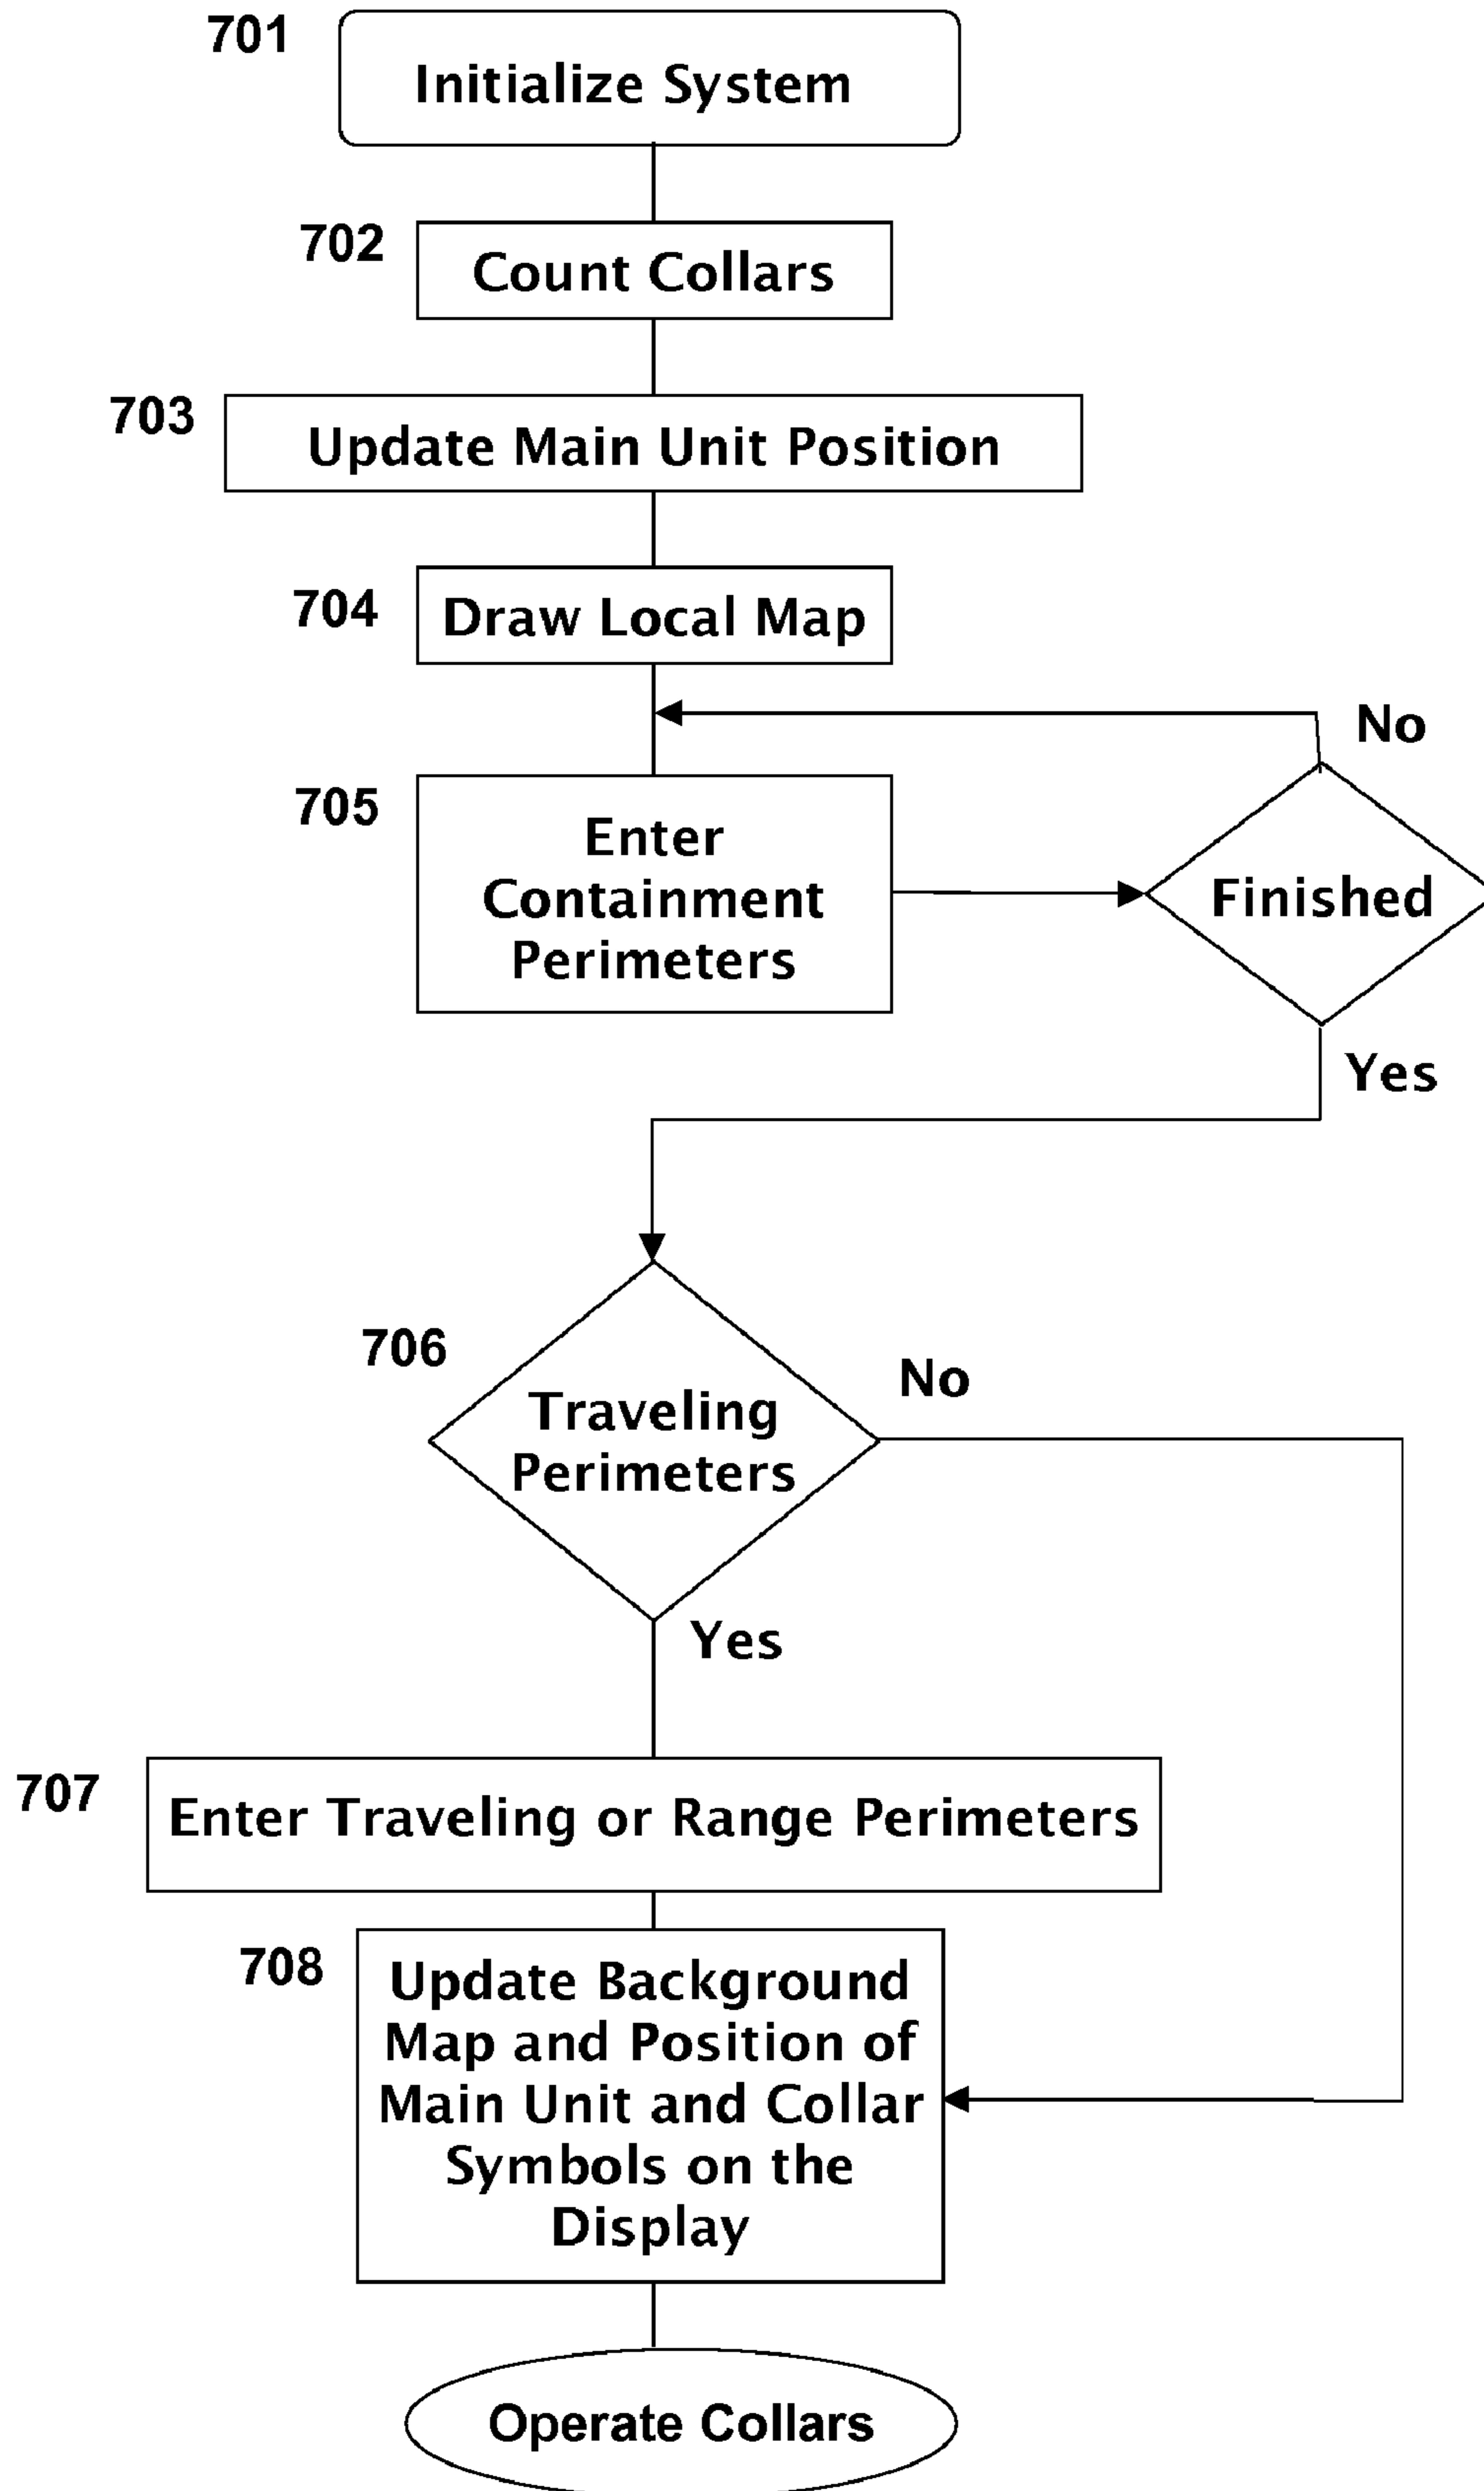 701
Initialize System
702
Count Collars
703
Update Main Unit Position
704
Draw Local Map
No
705
Enter
Containment
Perimeters
Finished
Yes
706
Traveling
Perimeters
No
Yes
707
Enter Traveling or Range Perimeters
708
Update Background
Map and Position of
Main Unit and Collar
Symbols on the
Display
Operate Collars